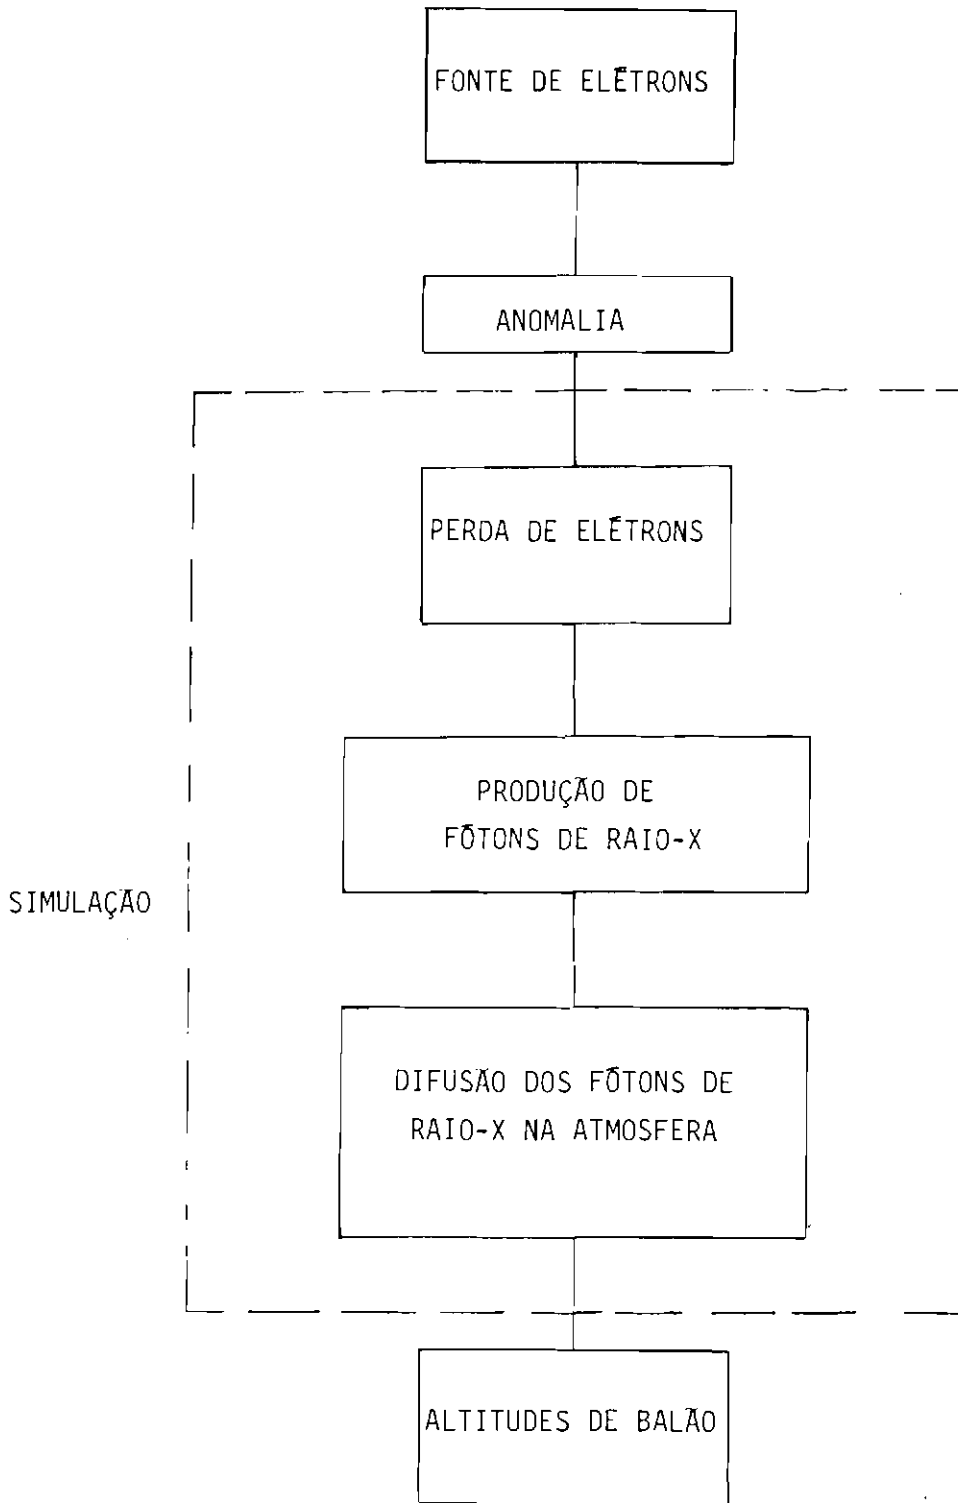 FONTE DE ELÉTRONS
ANOMALIA
PERDA DE ELÉTRONS
PRODUÇÃO DE
FÓTONS DE RAIO-X
SIMULAÇÃO
DIFUSÃO DOS FÓTONS DE
RAIO-X NA ATMOSFERA
ALTITUDES DE BALÃO